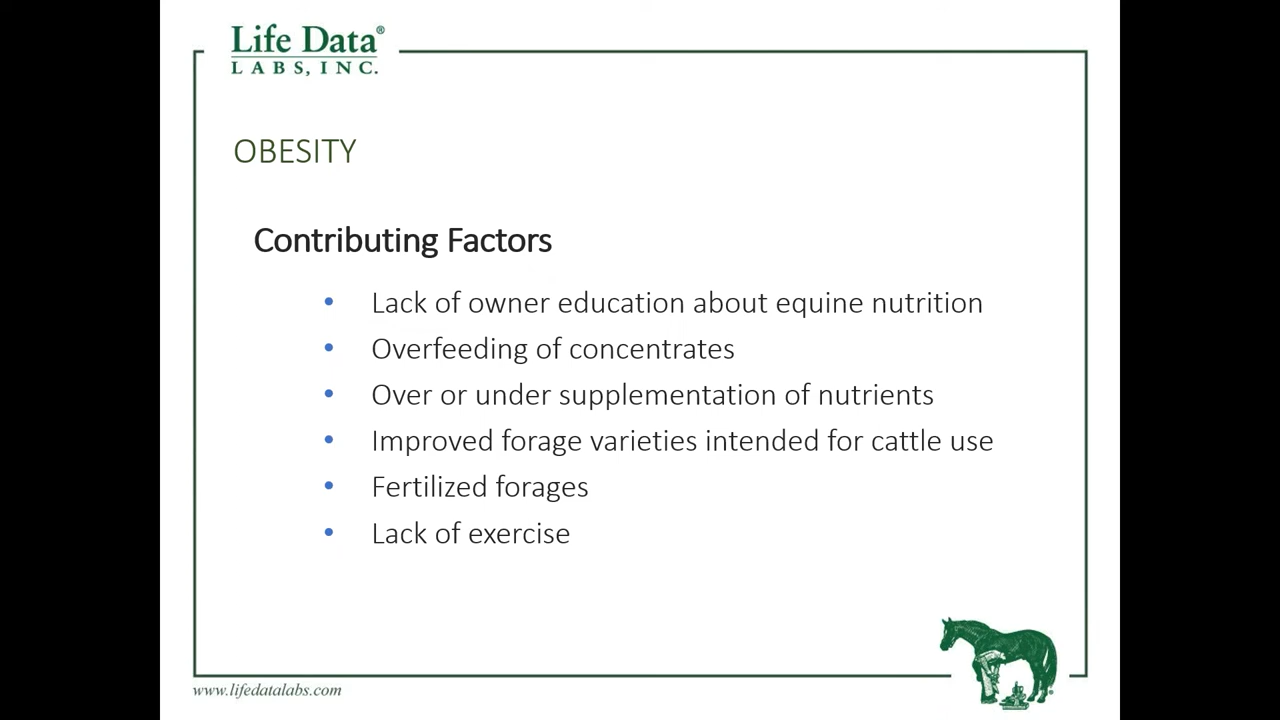 Life Data®
LABS, INC.
OBESITY
Contributing Factors
• Lack of owner education about equine nutrition
• Overfeeding of concentrates
• Over or under supplementation of nutrients
• Improved forage varieties intended for cattle use
• Fertilized forages
• Lack of exercise
www.lifedatalabs.com